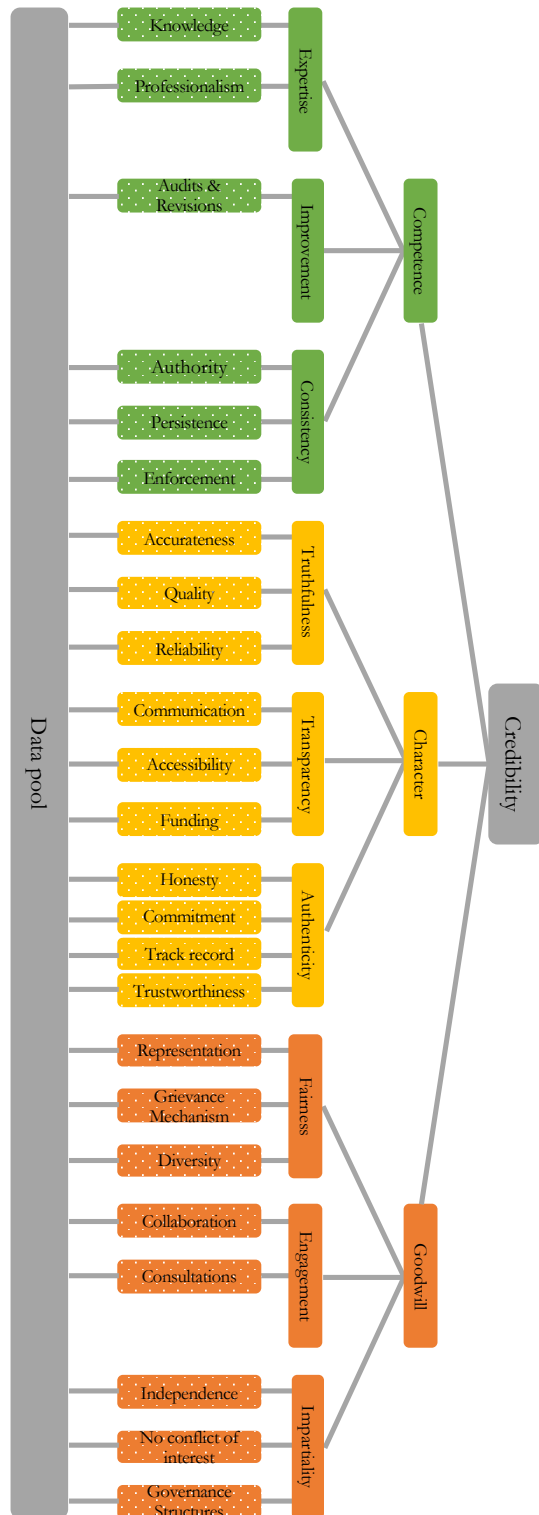 Knowledge
Professionalism
Expertise
Audits &
Revisions
Improvement
Competence
Authority
Persistence
Enforcement
Consistency
Accurateness
Quality
Reliability
Truthfulness
Communication
Accessibility
Funding
Transparency
Character
Credibility
Data pool
Honesty
Commitment
Track record
Trustworthiness
Authenticity
Representation
Grievance
Mechanism
Diversity
Fairness
Collaboration
Consultations
Engagement
Goodwill
Independence
No conflict of
interest
Governance
Structures
Impartiality